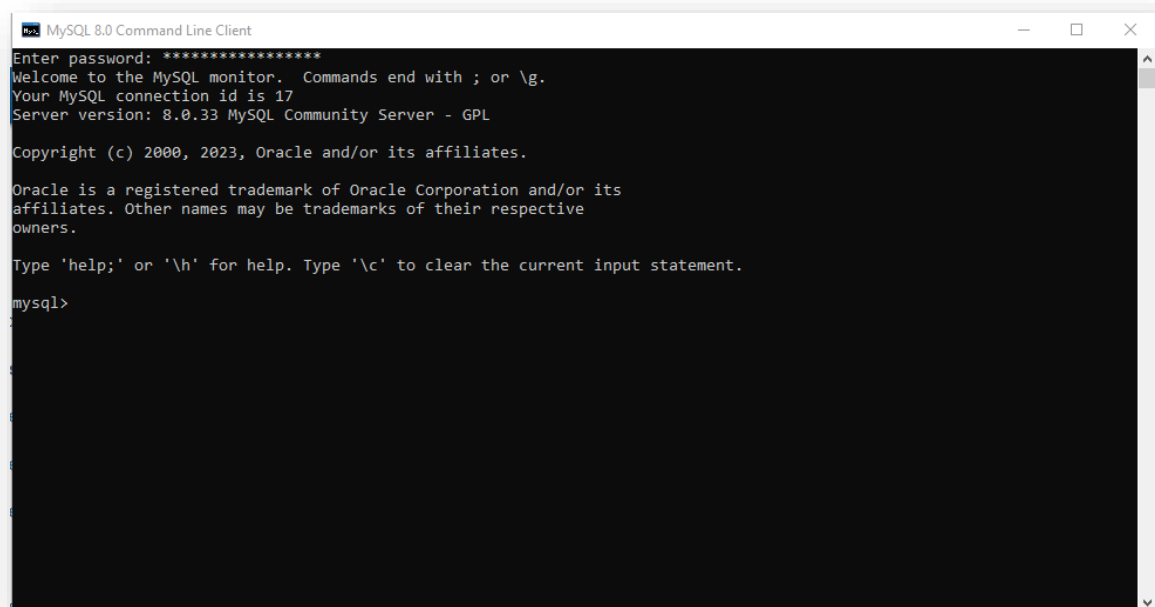 MySQL 8.0 Command Line Client
Enter password: *****************
Welcome to the MySQL monitor.  Commands end with ; or \g.
Your MySQL connection id is 17
Server version: 8.0.33 MySQL Community Server - GPL
Copyright (c) 2000, 2023, Oracle and/or its affiliates.
Oracle is a registered trademark of Oracle Corporation and/or its
affiliates. Other names may be trademarks of their respective
owners.
Type 'help;' or '\h' for help. Type '\c' to clear the current input statement.
mysql>